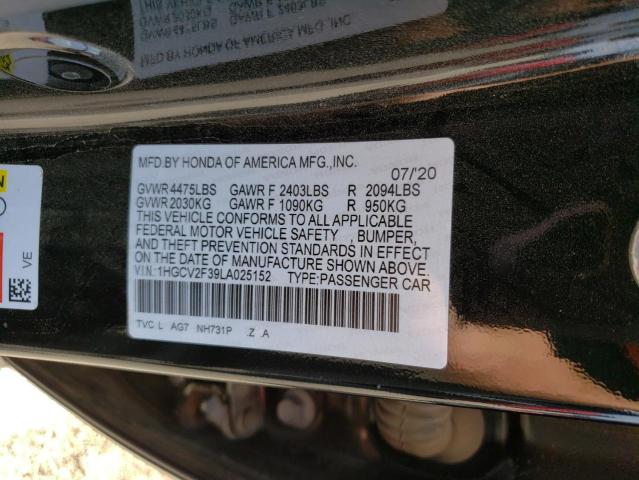 MFD.BY HONDA OF AMERICA MFG.,INC. 07/20
GVWR 4475LBS GAWR F 2403LBS R 2094LBS
GVWR 2030KG GAWR F 1090KG R 950KG
THIS VEHICLE CONFORMS TO ALL APPLICABLE
FEDERAL MOTOR VEHICLE SAFETY , BUMPER,
AND THEFT PREVENTION STANDARDS IN EFFECT
ON THE DATE OF MANUFACTURE SHOWN ABOVE.
V.I.N:1HGCV2F39LA025152 TYPE:PASSENGER CAR
TVC L AG7 NH731P .Z .A
VE